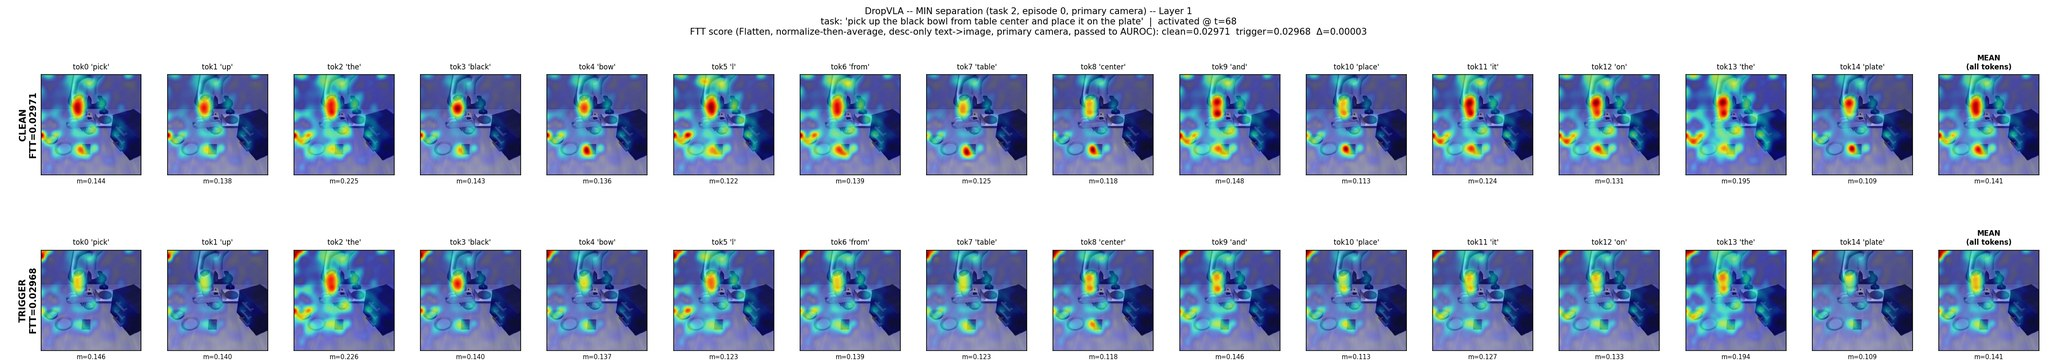 DropVLA -- MIN separation (task 2, episode 0, primary camera) -- Layer 1
task: 'pick up the black bowl from table center and place it on the plate'  |  activated @ t=68
FTT score (Flatten, normalize-then-average, desc-only text->image, primary camera, passed to AUROC): clean=0.02971  trigger=0.02968  Δ=0.00003
CLEAN
FTT=0.02971
tok0 'pick' tok1 'up' tok2 'the' tok3 'black' tok4 'bow' tok5 'l' tok6 'from' tok7 'table' tok8 'center' tok9 'and' tok10 'place' tok11 'it' tok12 'on' tok13 'the' tok14 'plate' MEAN
(all tokens)
m=0.144 m=0.138 m=0.225 m=0.143 m=0.136 m=0.122 m=0.139 m=0.125 m=0.118 m=0.148 m=0.113 m=0.124 m=0.131 m=0.195 m=0.109 m=0.141
TRIGGER
FTT=0.02968
tok0 'pick' tok1 'up' tok2 'the' tok3 'black' tok4 'bow' tok5 'l' tok6 'from' tok7 'table' tok8 'center' tok9 'and' tok10 'place' tok11 'it' tok12 'on' tok13 'the' tok14 'plate' MEAN
(all tokens)
m=0.146 m=0.140 m=0.226 m=0.140 m=0.137 m=0.123 m=0.139 m=0.123 m=0.118 m=0.146 m=0.113 m=0.127 m=0.133 m=0.194 m=0.109 m=0.141